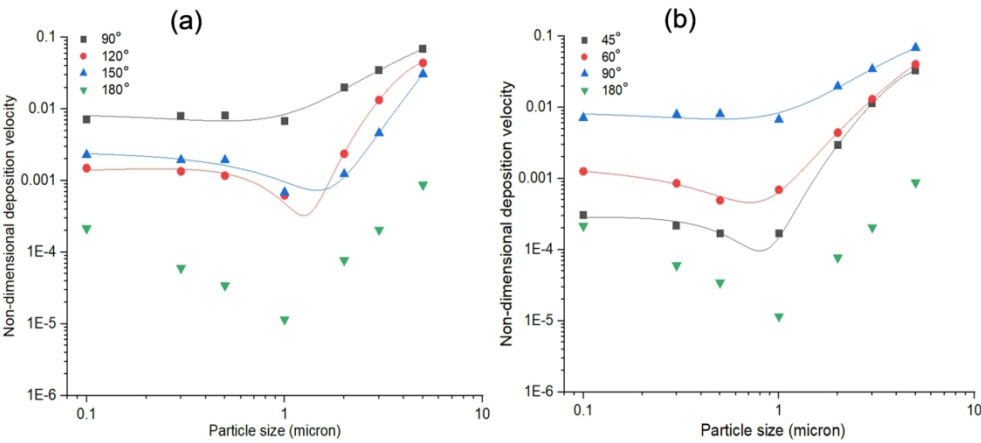 (a)
90°
120°
150°
180°
0.1
0.01
0.001
1E-4
1E-5
1E-6
Non-dimensional deposition velocity
0.1
1
10
Particle size (micron)
(b)
45°
60°
90°
180°
0.1
0.01
0.001
1E-4
1E-5
1E-6
Non-dimensional deposition velocity
0.1
1
10
Particle size (micron)